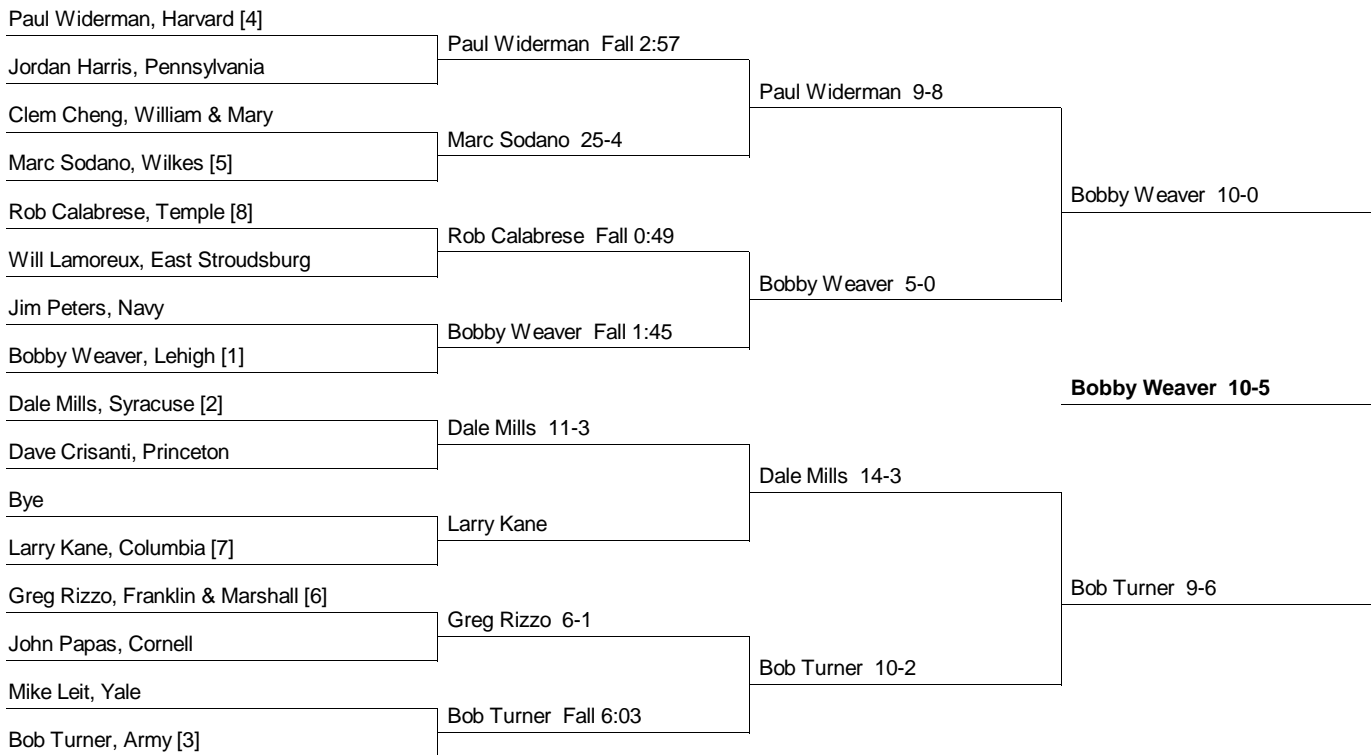 Paul Widerman, Harvard [4]
Jordan Harris, Pennsylvania
Clem Cheng, William & Mary
Marc Sodano, Wilkes [5]
Rob Calabrese, Temple [8]
Will Lamoreux, East Stroudsburg
Jim Peters, Navy
Bobby Weaver, Lehigh [1]
Dale Mills, Syracuse [2]
Dave Crisanti, Princeton
Bye
Larry Kane, Columbia [7]
Greg Rizzo, Franklin & Marshall [6]
John Papas, Cornell
Mike Leit, Yale
Bob Turner, Army [3]
Paul Widerman Fall 2:57
Marc Sodano 25-4
Rob Calabrese Fall 0:49
Bobby Weaver Fall 1:45
Dale Mills 11-3
Larry Kane
Greg Rizzo 6-1
Bob Turner Fall 6:03
Paul Widerman 9-8
Bobby Weaver 5-0
Dale Mills 14-3
Bob Turner 10-2
Bobby Weaver 10-0
Bob Turner 9-6
Bobby Weaver 10-5